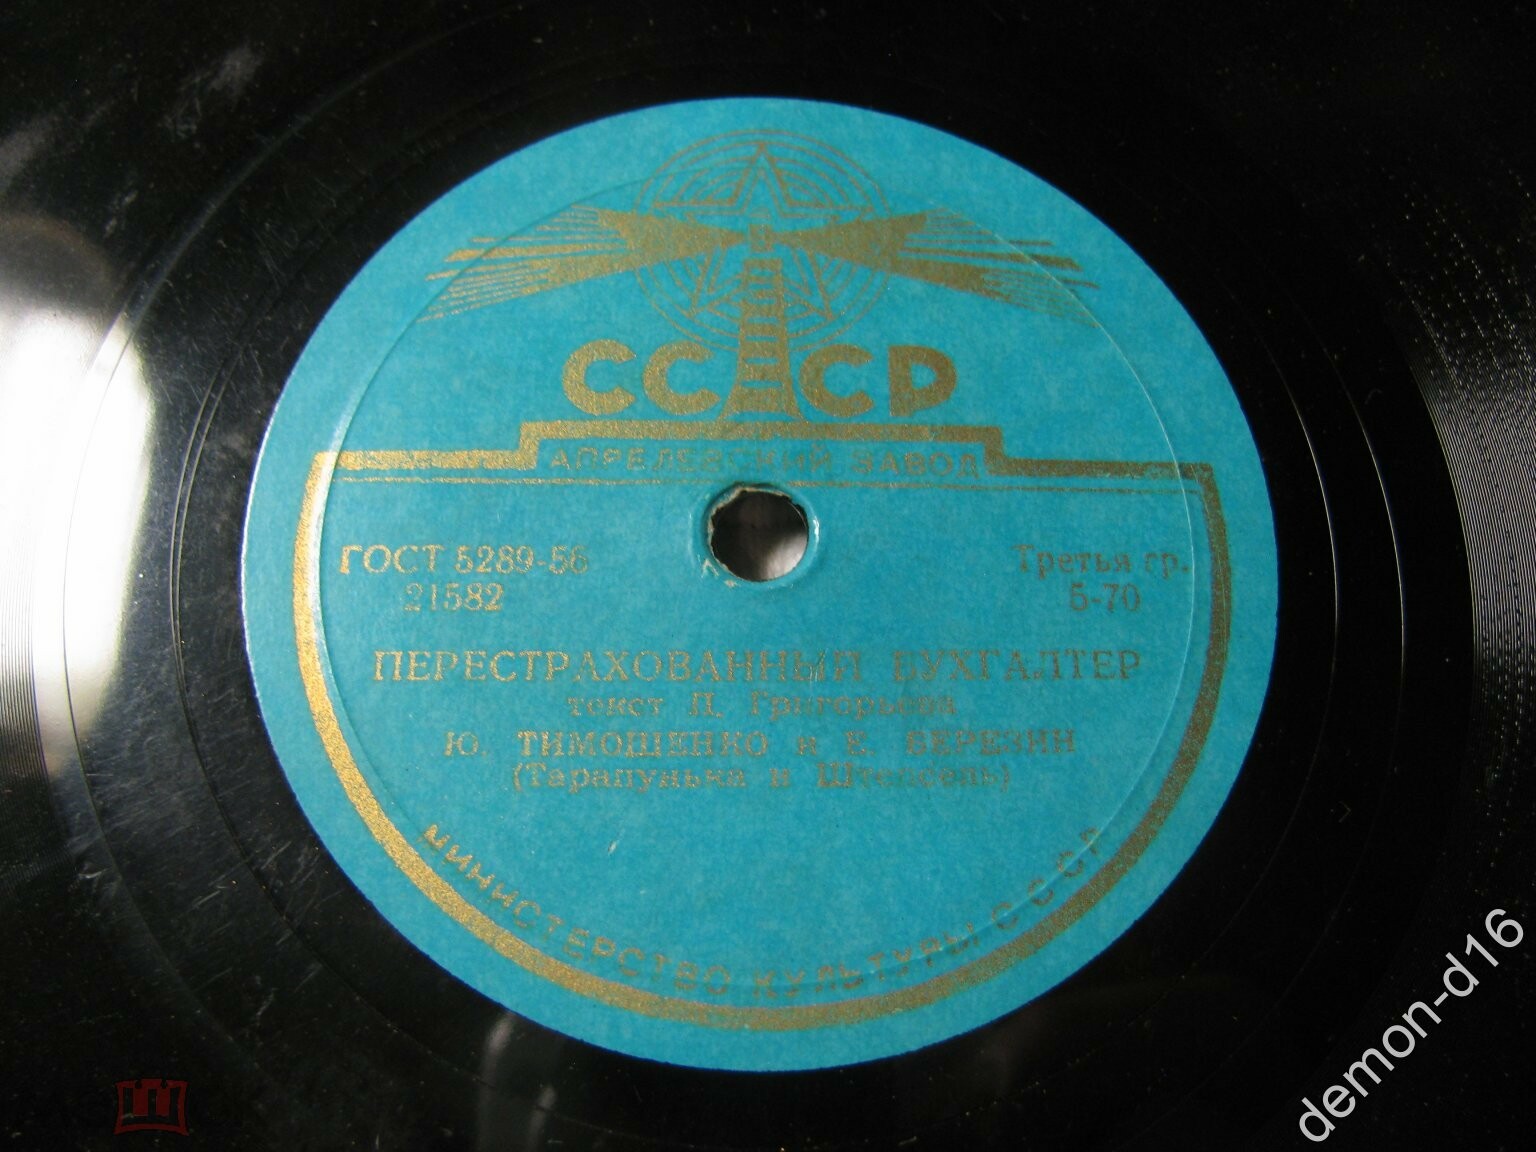 СССР
АПРЕЛЕВСКИЙ ЗАВОД
ГОСТ 5289-56
21582
Третья гр.
5-70
ПЕРЕСТРАХОВАННЫЙ БУХГАЛТЕР
текст Л. Григорьева
Ю. ТИМОШЕНКО и Е. БЕРЕЗИН
(Тарапунька и Штепсель)
МИНИСТЕРСТВО КУЛЬТУРЫ СССР
demon-d16